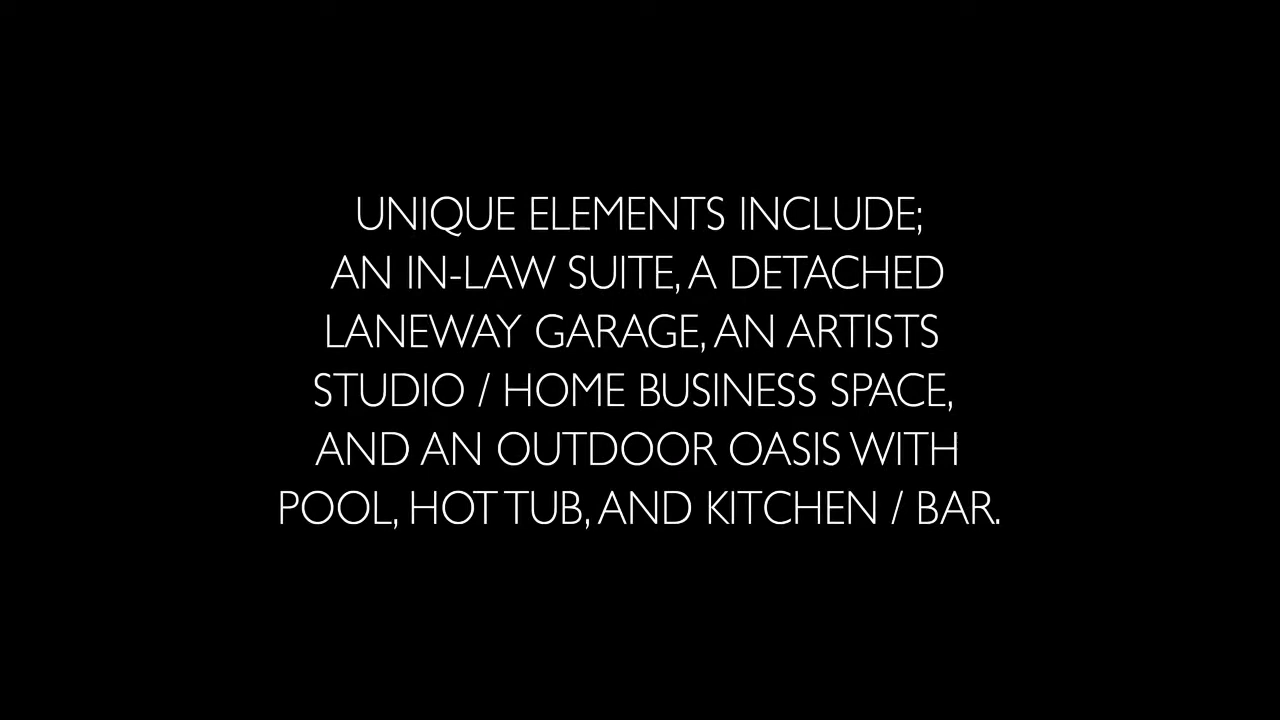 UNIQUE ELEMENTS INCLUDE;
AN IN-LAW SUITE, A DETACHED
LANEWAY GARAGE, AN ARTISTS
STUDIO / HOME BUSINESS SPACE,
AND AN OUTDOOR OASIS WITH
POOL, HOT TUB, AND KITCHEN / BAR.